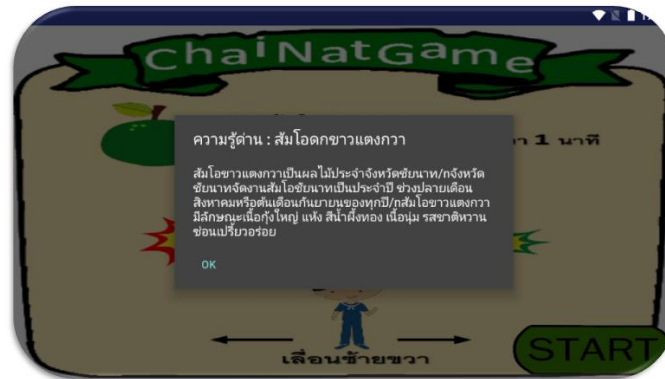 ChaiNatGame
ความรู้ด่าน : ส้มโอดกขาวแตงกวา
1 นาที
ส้มโอขาวแตงกวาเป็นผลไม้ประจำจังหวัดชัยนาท/nจังหวัด
ชัยนาทจัดงานส้มโอชัยนาทเป็นประจำปี ช่วงปลายเดือน
สิงหาคมหรือต้นเดือนกันยายนของทุกปี/nส้มโอขาวแตงกวา
มีลักษณะเนื้อกุ้งใหญ่ แห้ง สีน้ำผึ้งทอง เนื้อนุ่ม รสชาติหวาน
ซ่อนเปรี้ยวอร่อย
OK
เลื่อนซ้ายขวา
START